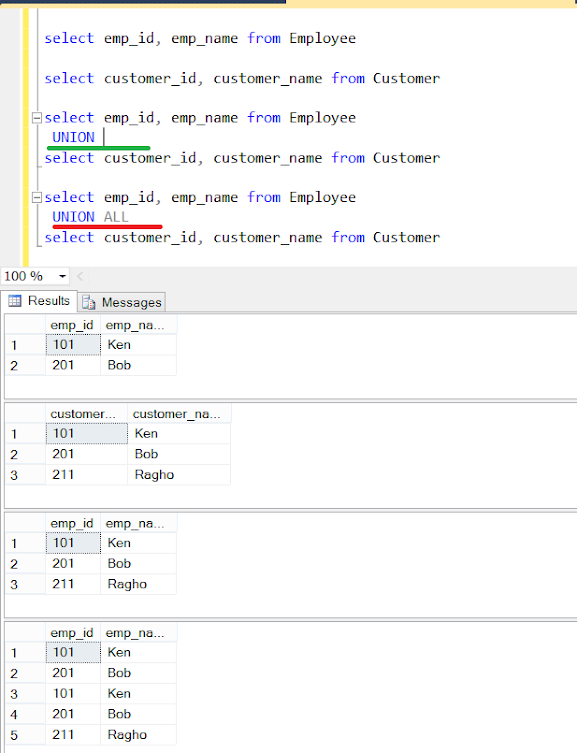 select emp_id, emp_name from Employee
select customer_id, customer_name from Customer
select emp_id, emp_name from Employee
UNION
select customer_id, customer_name from Customer
select emp_id, emp_name from Employee
UNION ALL
select customer_id, customer_name from Customer
100 %
Results Messages
emp_id emp_na...
1 101 Ken
2 201 Bob
customer... customer_na...
1 101 Ken
2 201 Bob
3 211 Ragho
emp_id emp_na...
1 101 Ken
2 201 Bob
3 211 Ragho
emp_id emp_na...
1 101 Ken
2 201 Bob
3 101 Ken
4 201 Bob
5 211 Ragho